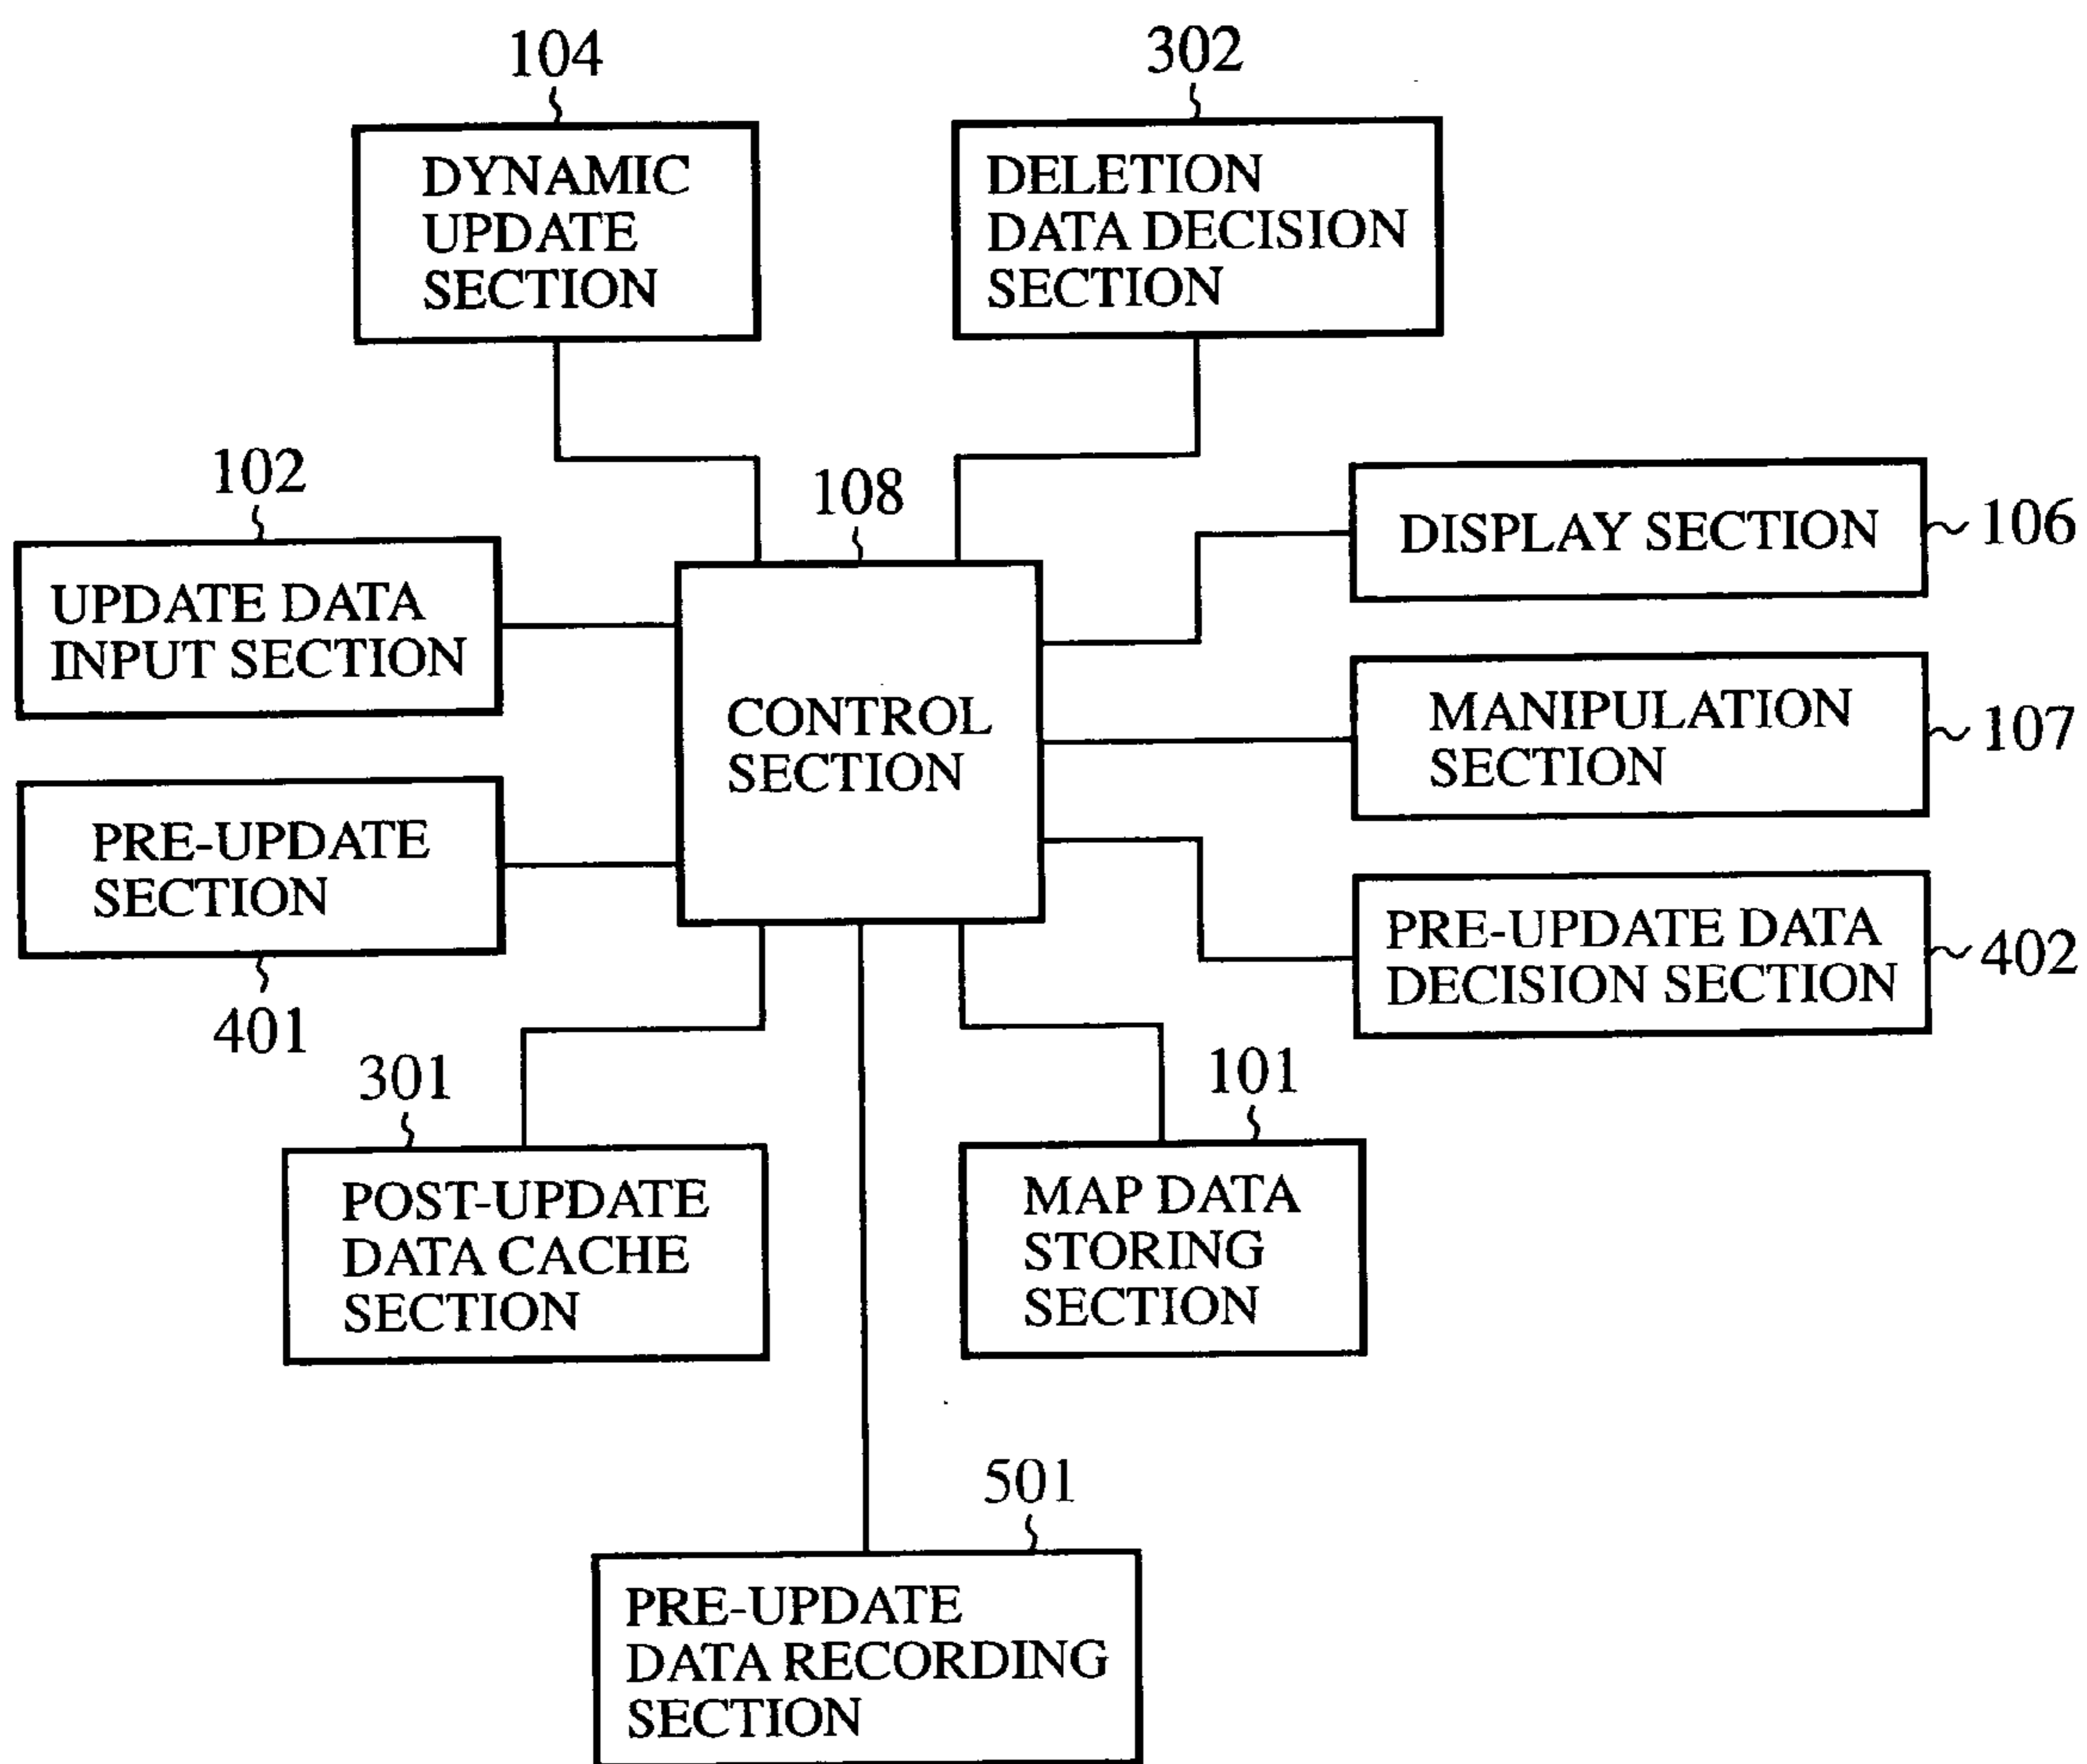 104
DYNAMIC
UPDATE
SECTION
302
DELETION
DATA DECISION
SECTION
102
UPDATE DATA
INPUT SECTION
108
CONTROL
SECTION
DISPLAY SECTION
106
MANIPULATION
SECTION
107
PRE-UPDATE
SECTION
401
PRE-UPDATE DATA
DECISION SECTION
402
301
POST-UPDATE
DATA CACHE
SECTION
101
MAP DATA
STORING
SECTION
501
PRE-UPDATE
DATA RECORDING
SECTION